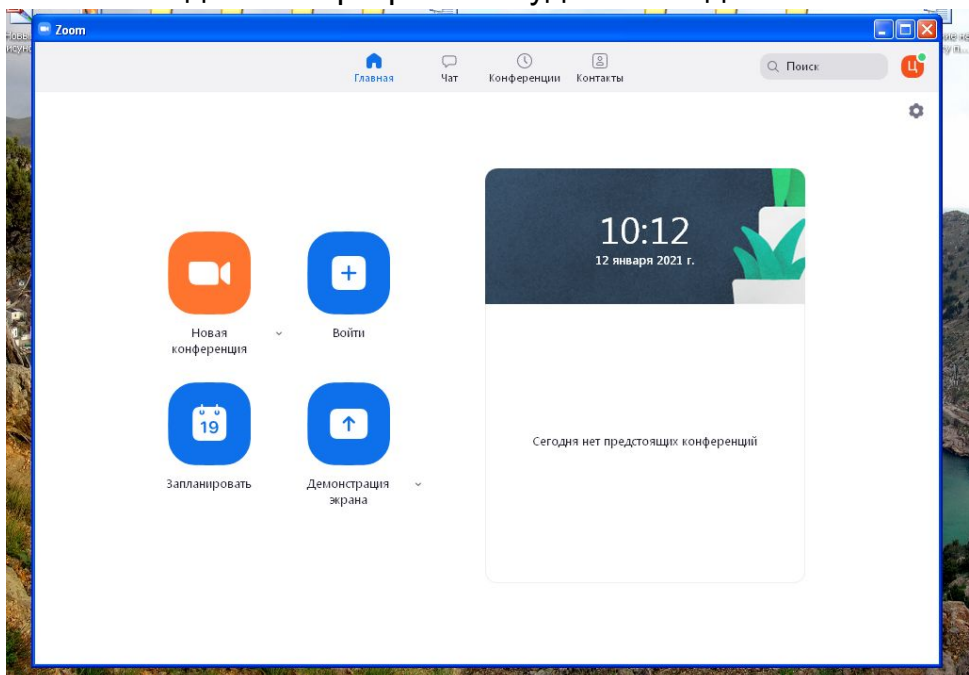 Zoom
Главная
Чат
Конференции
Контакты
Поиск
Ц
10:12
12 января 2021 г.
Новая
конференция
Войти
19
Запланировать
Демонстрация
экрана
Сегодня нет предстоящих конференций